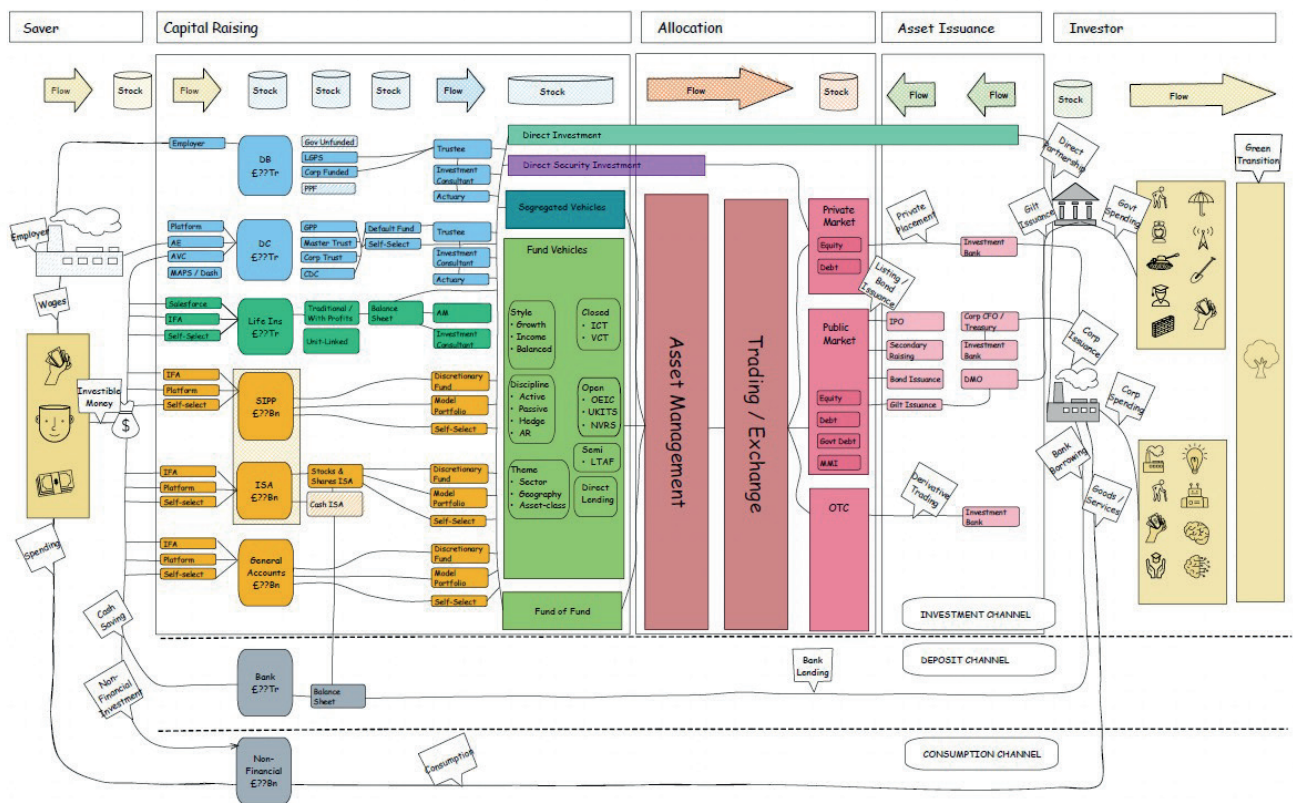 Saver
Capital Raising
Allocation
Asset Issuance
Investor
Flow
Stock
Flow
Stock
Stock
Stock
Flow
Stock
Flow
Stock
Flow
Flow
Stock
Flow
Employer
Wages
Investible
Money
$
Spending
Cash
Saving
Non-
Financial
Investment
Employer
DB
£??Tr
Gov Unfunded
LGPS
Corp Funded
PPF
Trustee
Investment
Consultant
Actuary
Platform
AE
AVC
MAPS / Dash
DC
£??Tr
GPP
Master Trust
Corp Trust
CDC
Default Fund
Self-Select
Trustee
Investment
Consultant
Actuary
Salesforce
IFA
Self-Select
Life Ins
£??Tr
Traditional /
With Profits
Unit-Linked
Balance
Sheet
AM
Investment
Consultant
IFA
Platform
Self-select
SIPP
£??Bn
Discretionary
Fund
Model
Portfolio
Self-Select
IFA
Platform
Self-select
ISA
£??Bn
Stocks &
Shares ISA
Cash ISA
Discretionary
Fund
Model
Portfolio
Self-Select
IFA
Platform
Self-select
General
Accounts
£??Bn
Discretionary
Fund
Model
Portfolio
Self-Select
Bank
£??Tr
Balance
Sheet
Non-
Financial
£??Bn
Consumption
Direct Investment
Direct Security Investment
Segregated Vehicles
Fund Vehicles
Style
• Growth
• Income
• Balanced
Closed
• ICT
• VCT
Discipline
• Active
• Passive
• Hedge
• AR
Open
• OEIC
• UKITS
• NVRS
Semi
• LTAF
Theme
• Sector
• Geography
• Asset-class
Direct
Lending
Fund of Fund
Asset Management
Trading / Exchange
Private
Market
Equity
Debt
Public
Market
Equity
Debt
Govt Debt
MMI
OTC
Private
Placement
Listing /
Bond
Issuance
Derivative
Trading
Investment
Bank
IPO
Secondary
Raising
Bond Issuance
Gilt Issuance
Corp CFO /
Treasury
Investment
Bank
DMO
Investment
Bank
Bank
Lending
INVESTMENT CHANNEL
DEPOSIT CHANNEL
CONSUMPTION CHANNEL
Direct
Partnership
Gilt
Issuance
Govt
Spending
Corp
Issuance
Corp
Spending
Bank
Borrowing
Goods /
Services
Green
Transition